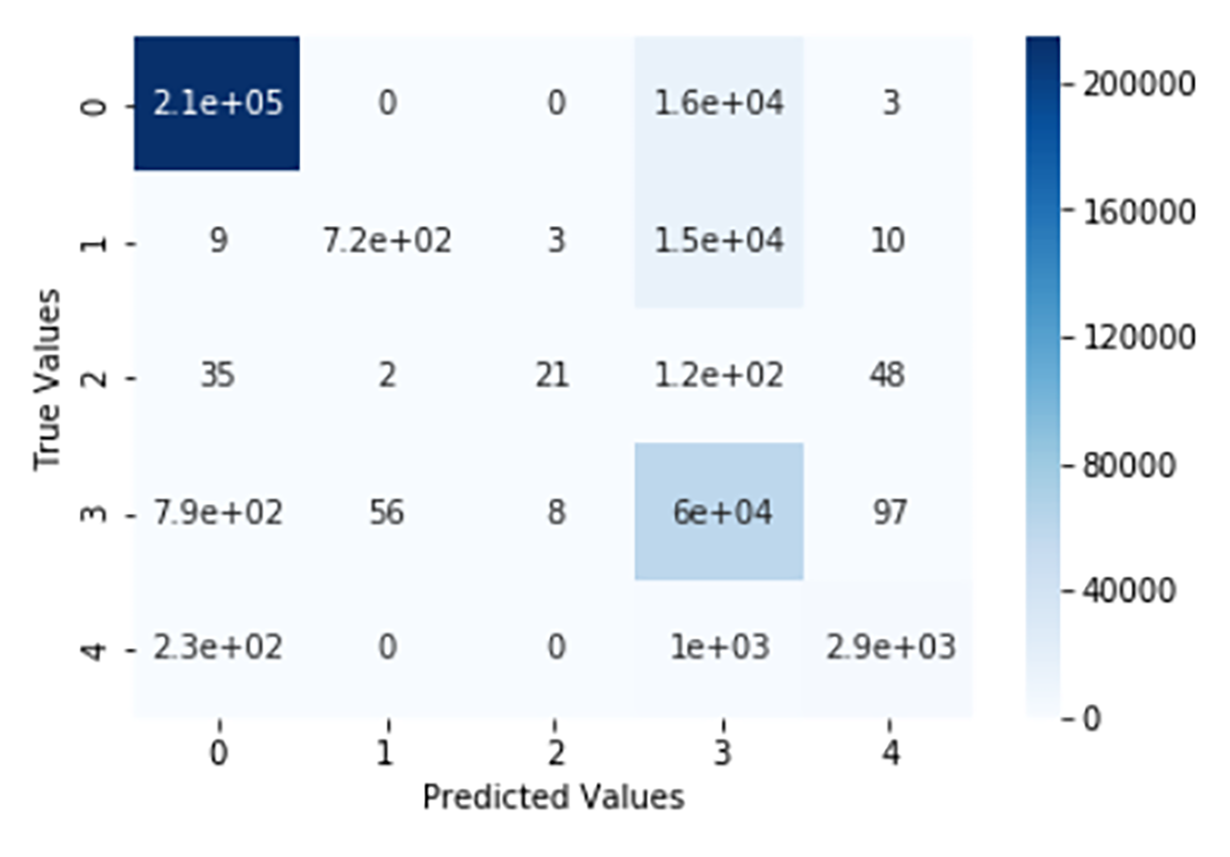 0 2.1e+05 0 0 1.6e+04 3
1 9 7.2e+02 3 1.5e+04 10
2 35 2 21 1.2e+02 48
3 7.9e+02 56 8 6e+04 97
4 2.3e+02 0 0 1e+03 2.9e+03
0 1 2 3 4
Predicted Values
True Values
200000
160000
120000
80000
40000
0